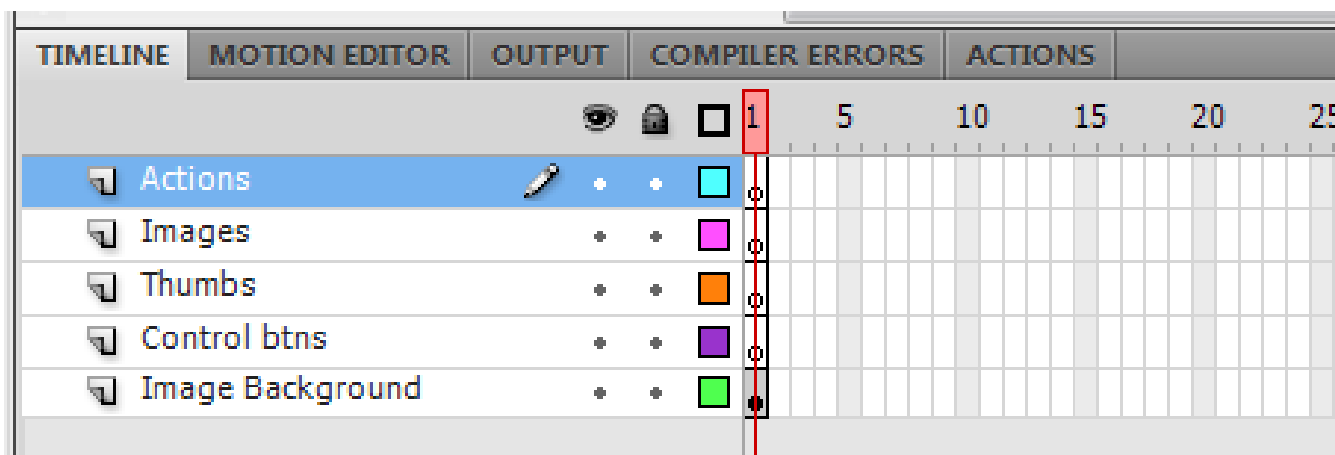 TIMELINE MOTION EDITOR OUTPUT COMPILER ERRORS ACTIONS
1 5 10 15 20 25
Actions
Images
Thumbs
Control btns
Image Background